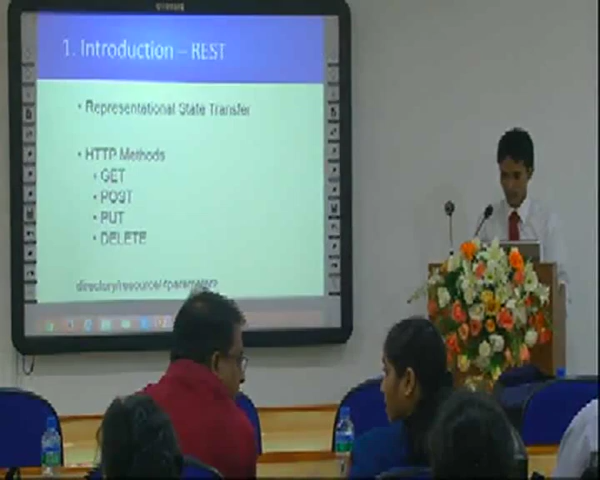 1. Introduction – REST
• Representational State Transfer
• HTTP Methods
• GET
• POST
• PUT
• DELETE